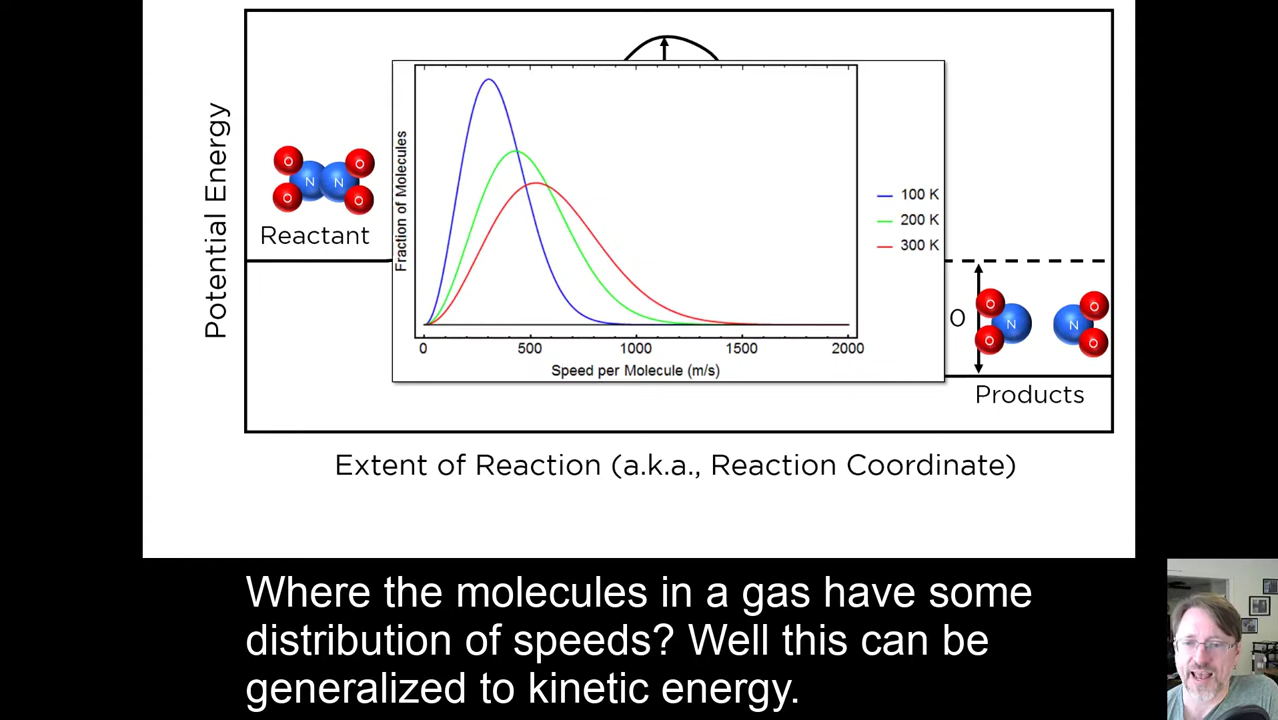 Potential Energy
O
O
N
N
O
O
Reactant
Fraction of Molecules
100 K
200 K
300 K
0
500
1000
1500
2000
Speed per Molecule (m/s)
O
O
N
O
N
O
O
Products
Extent of Reaction (a.k.a., Reaction Coordinate)
Where the molecules in a gas have some
distribution of speeds? Well this can be
generalized to kinetic energy.